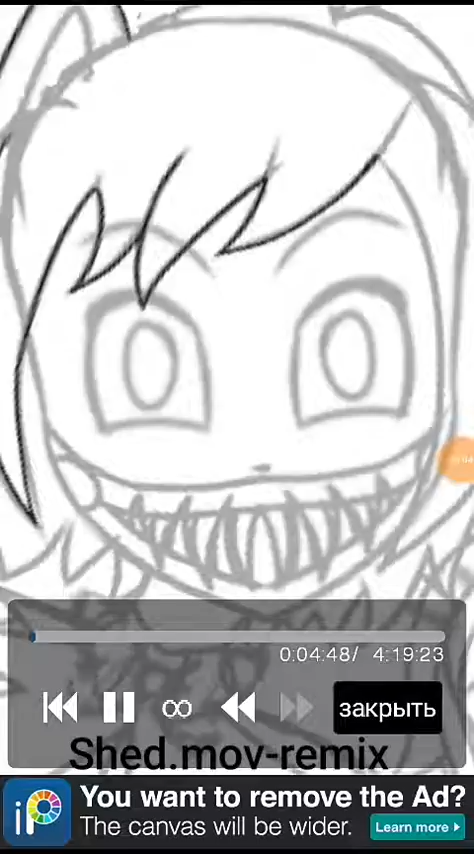 0:04:48/ 4:19:23
закрыть
Shed.mov-remix
iP
You want to remove the Ad?
The canvas will be wider.
Learn more